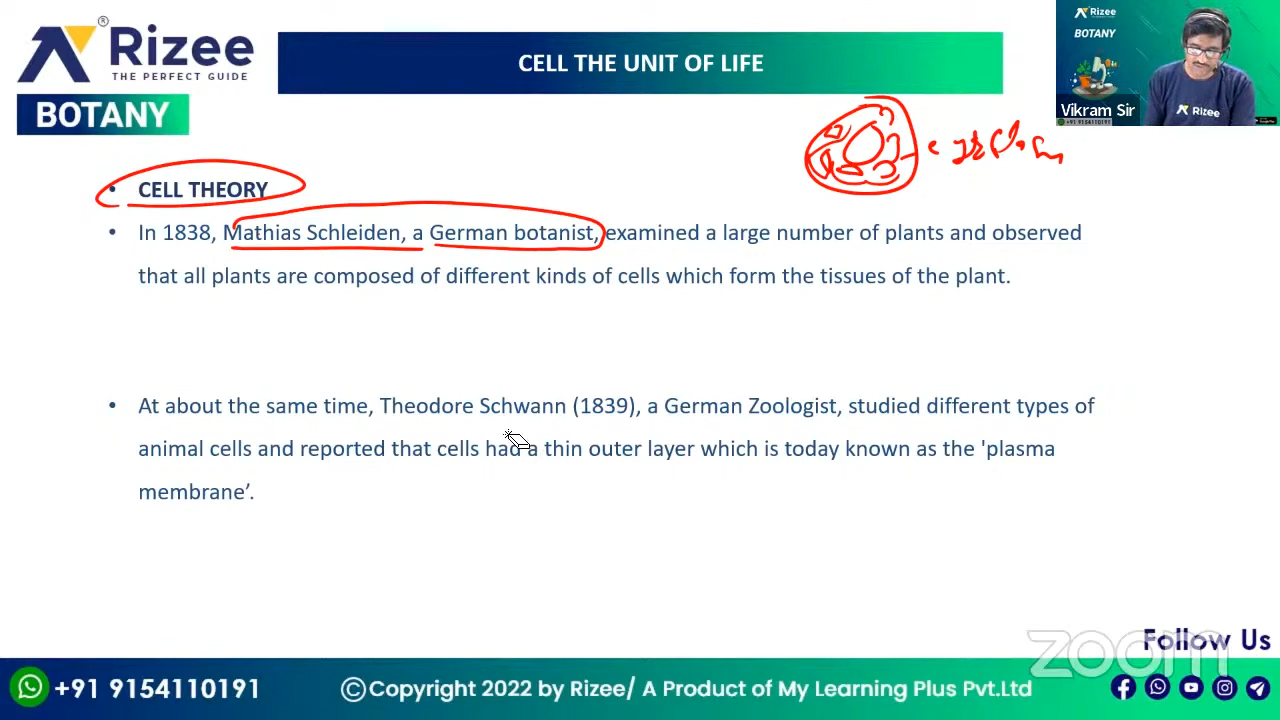 Rizee
®
THE PERFECT GUIDE
BOTANY
CELL THE UNIT OF LIFE
Rizee
BOTANY
Rizee
Vikram Sir
+91 9154110191
• CELL THEORY
• In 1838, Mathias Schleiden, a German botanist, examined a large number of plants and observed
that all plants are composed of different kinds of cells which form the tissues of the plant.
• At about the same time, Theodore Schwann (1839), a German Zoologist, studied different types of
animal cells and reported that cells had a thin outer layer which is today known as the 'plasma
membrane’.
Follow Us
zoom
+91 9154110191
©Copyright 2022 by Rizee/ A Product of My Learning Plus Pvt.Ltd